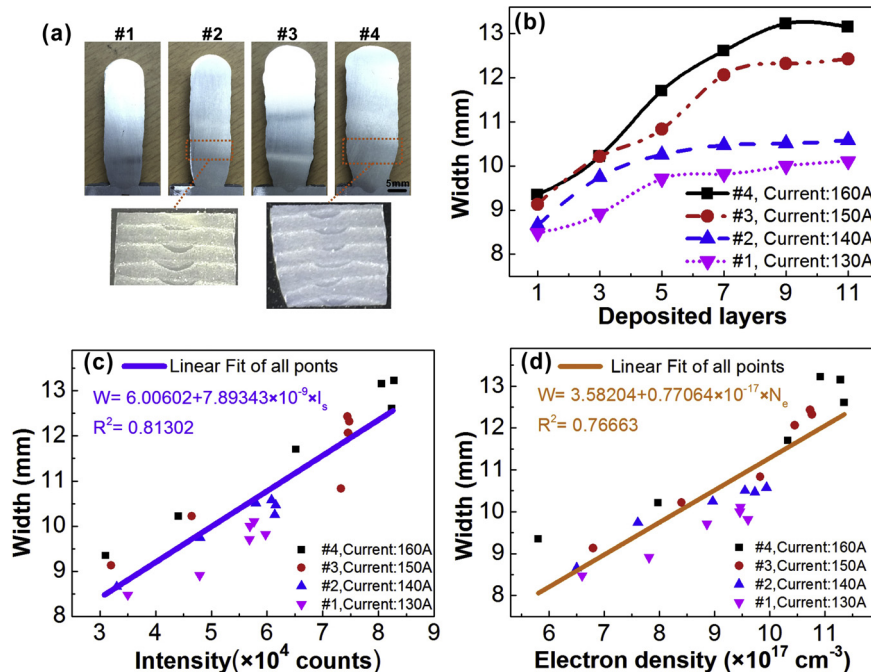 (a)
#1
#2
#3
#4
5mm
(b)
Width (mm)
13
12
11
10
9
8
#4, Current:160A
#3, Current:150A
#2, Current:140A
#1, Current:130A
1 3 5 7 9 11
Deposited layers
(c)
Linear Fit of all ponts
W= 6.00602+7.89343×10⁻⁹×Iₛ
R²= 0.81302
Width (mm)
13
12
11
10
9
8
#4,Current:160A
#3,Current:150A
#2,Current:140A
#1,Current:130A
3 4 5 6 7 8 9
Intensity(×10⁴ counts)
(d)
Linear Fit of all points
W= 3.58204+0.77064×10⁻¹⁷×Nₑ
R²= 0.76663
Width (mm)
13
12
11
10
9
8
#4,Current:160A
#3,Current:150A
#2,Current:140A
#1,Current:130A
6 7 8 9 10 11
Electron density (×10¹⁷ cm⁻³)